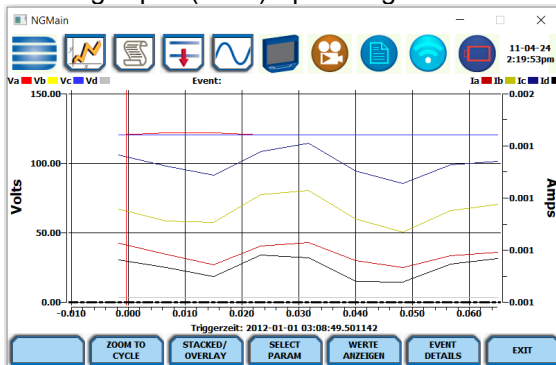 NGMain
11-04-24
2:19:53pm
Va Vb Vc Vd Event: Ia Ib Ic Id
150.00 0.002
0.001
100.00
Volts 0.001 Amps
50.00
0.001
0.00 0.001
-0.010 0.000 0.010 0.020 0.030 0.040 0.050 0.060
Triggerzeit: 2012-01-01 03:08:49.501142
ZOOM TO STACKED/ SELECT WERTE EVENT EXIT
CYCLE OVERLAY PARAM ANZEIGEN DETAILS